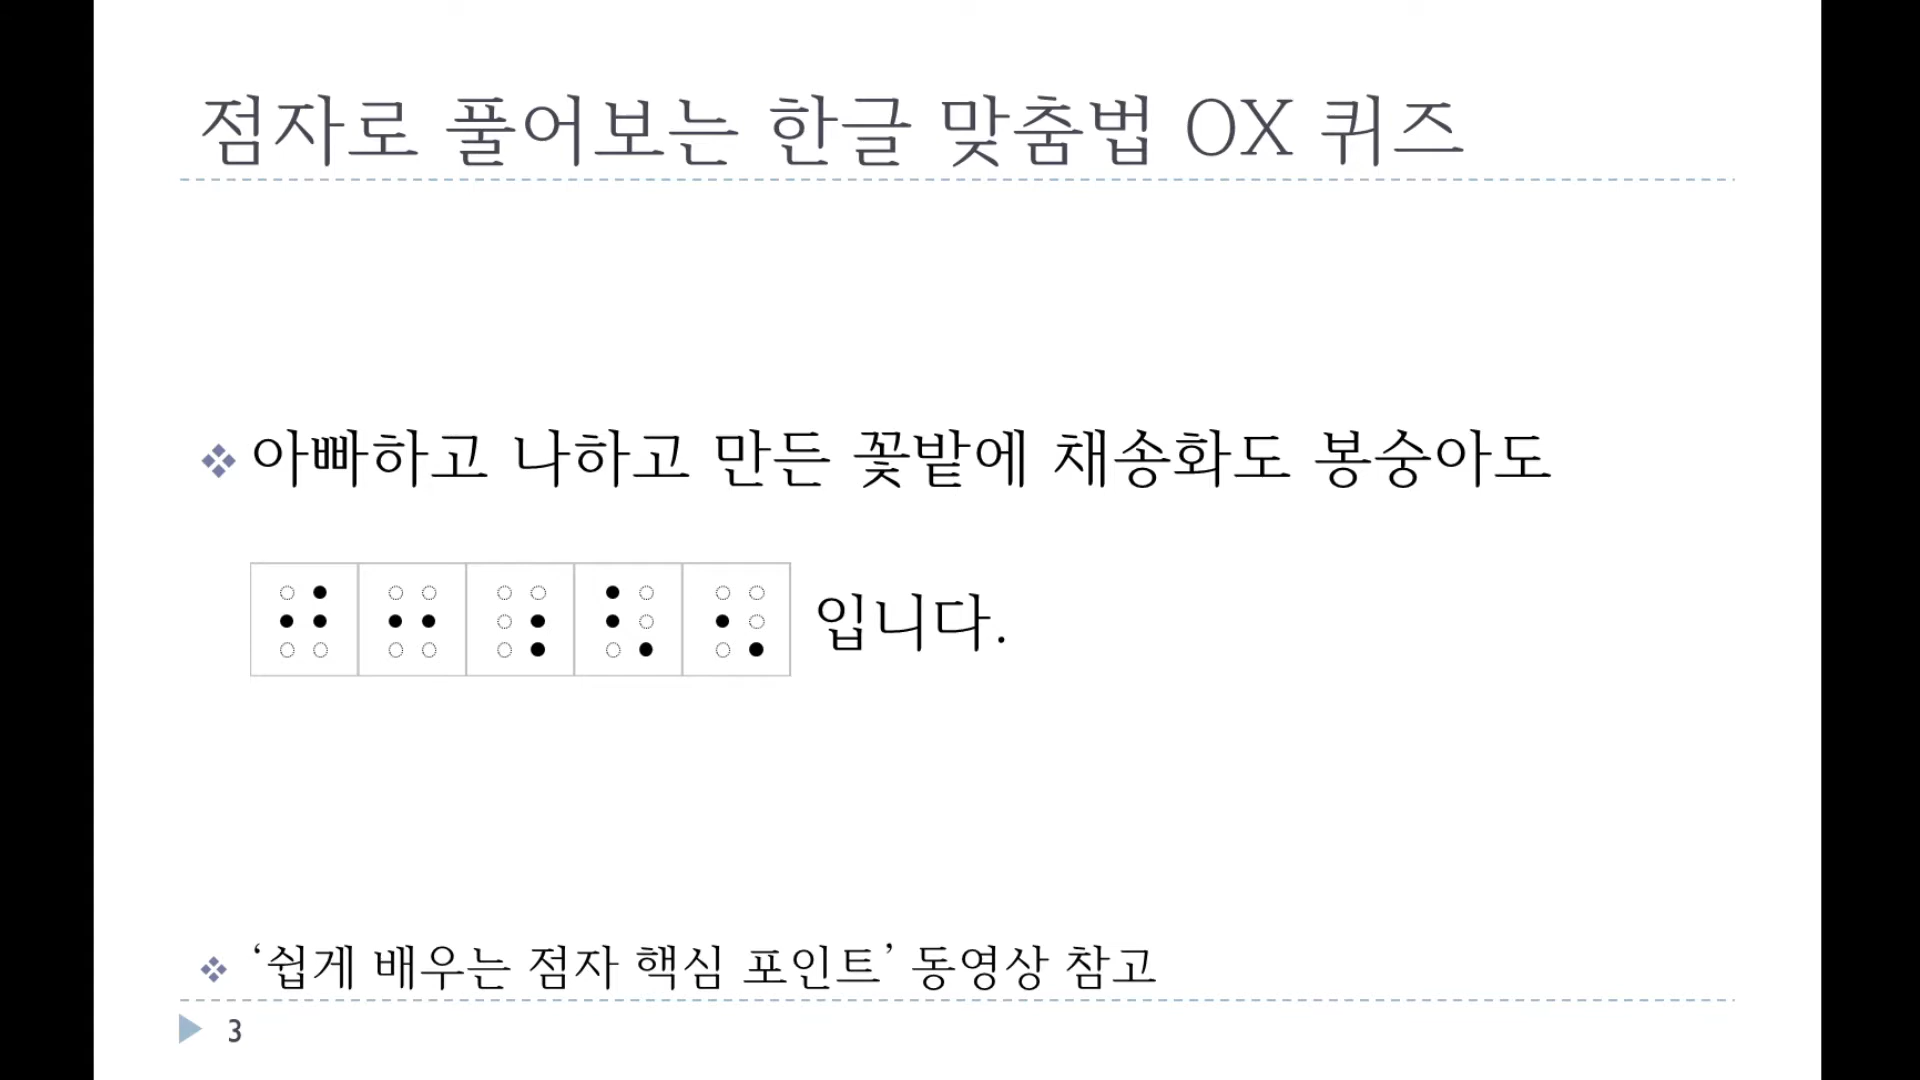 점자로 풀어보는 한글 맞춤법 OX 퀴즈
아빠하고 나하고 만든 꽃밭에 채송화도 봉숭아도
⠚⠒⠰⠣⠢ 입니다.
‘쉽게 배우는 점자 핵심 포인트’ 동영상 참고
3